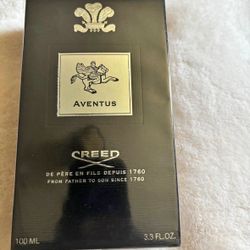 AVENTUS
CREED
DE PÈRE EN FILS DEPUIS 1760
FROM FATHER TO SON SINCE 1760
100 ML 3.3 FL.OZ.